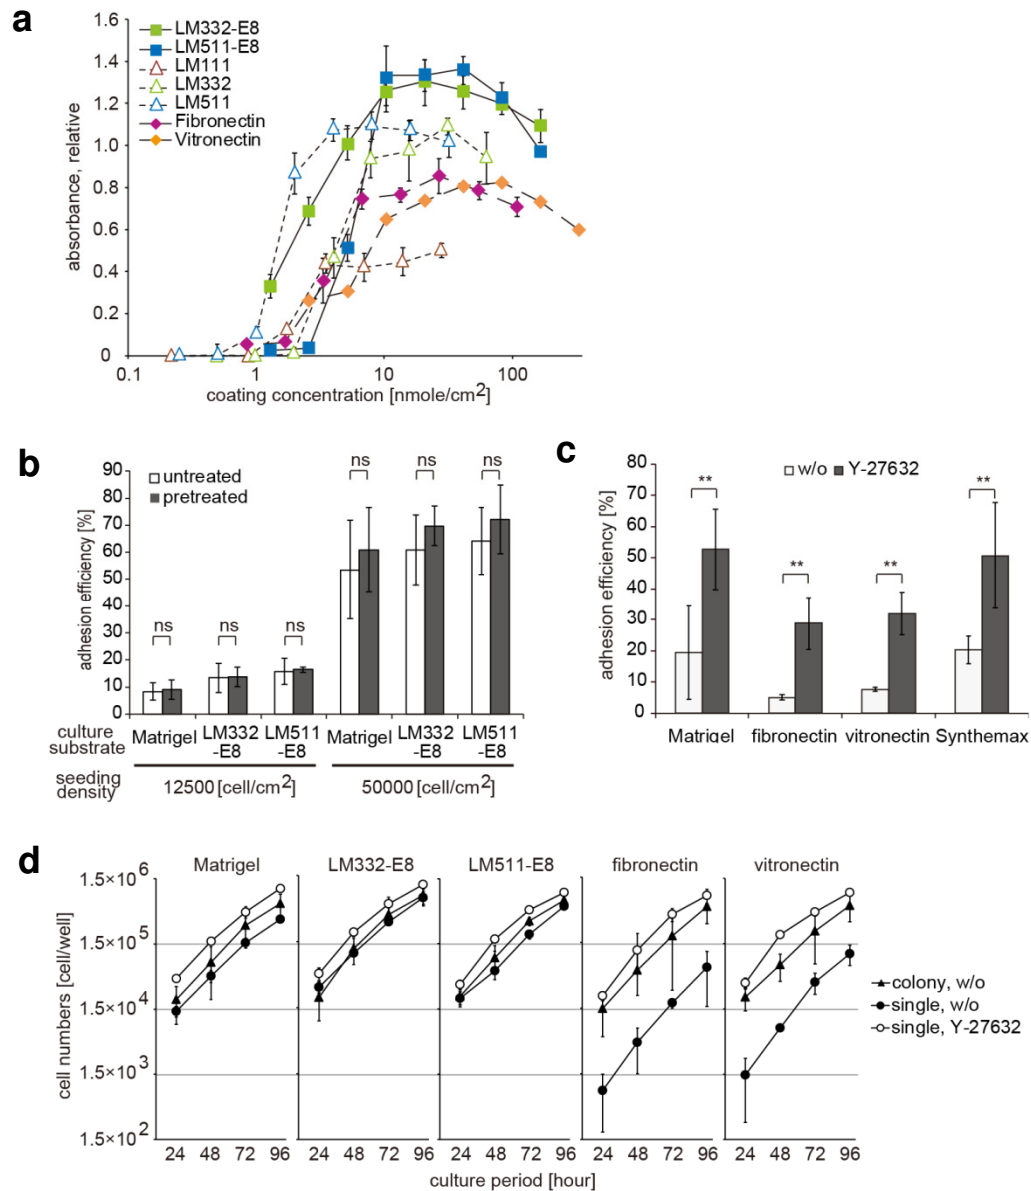 a
LM332-E8
LM511-E8
LM111
LM332
LM511
Fibronectin
Vitronectin
absorbance, relative
1.6
1.4
1.2
1.0
0.8
0.6
0.4
0.2
0
0.1 1 10 100
coating concentration [nmole/cm2]
b
untreated
pretreated
adhesion efficiency [%]
90
80
70
60
50
40
30
20
10
0
ns ns ns ns ns ns
culture substrate
Matrigel LM332-E8 LM511-E8 Matrigel LM332-E8 LM511-E8
seeding density
12500 [cell/cm2] 50000 [cell/cm2]
c
w/o Y-27632
adhesion efficiency [%]
80
70
60
50
40
30
20
10
0
** ** ** **
Matrigel fibronectin vitronectin Synthemax
d
Matrigel LM332-E8 LM511-E8 fibronectin vitronectin
cell numbers [cell/well]
1.5×10^6
1.5×10^5
1.5×10^4
1.5×10^3
1.5×10^2
24 48 72 96 24 48 72 96 24 48 72 96 24 48 72 96 24 48 72 96
culture period [hour]
colony, w/o
single, w/o
single, Y-27632